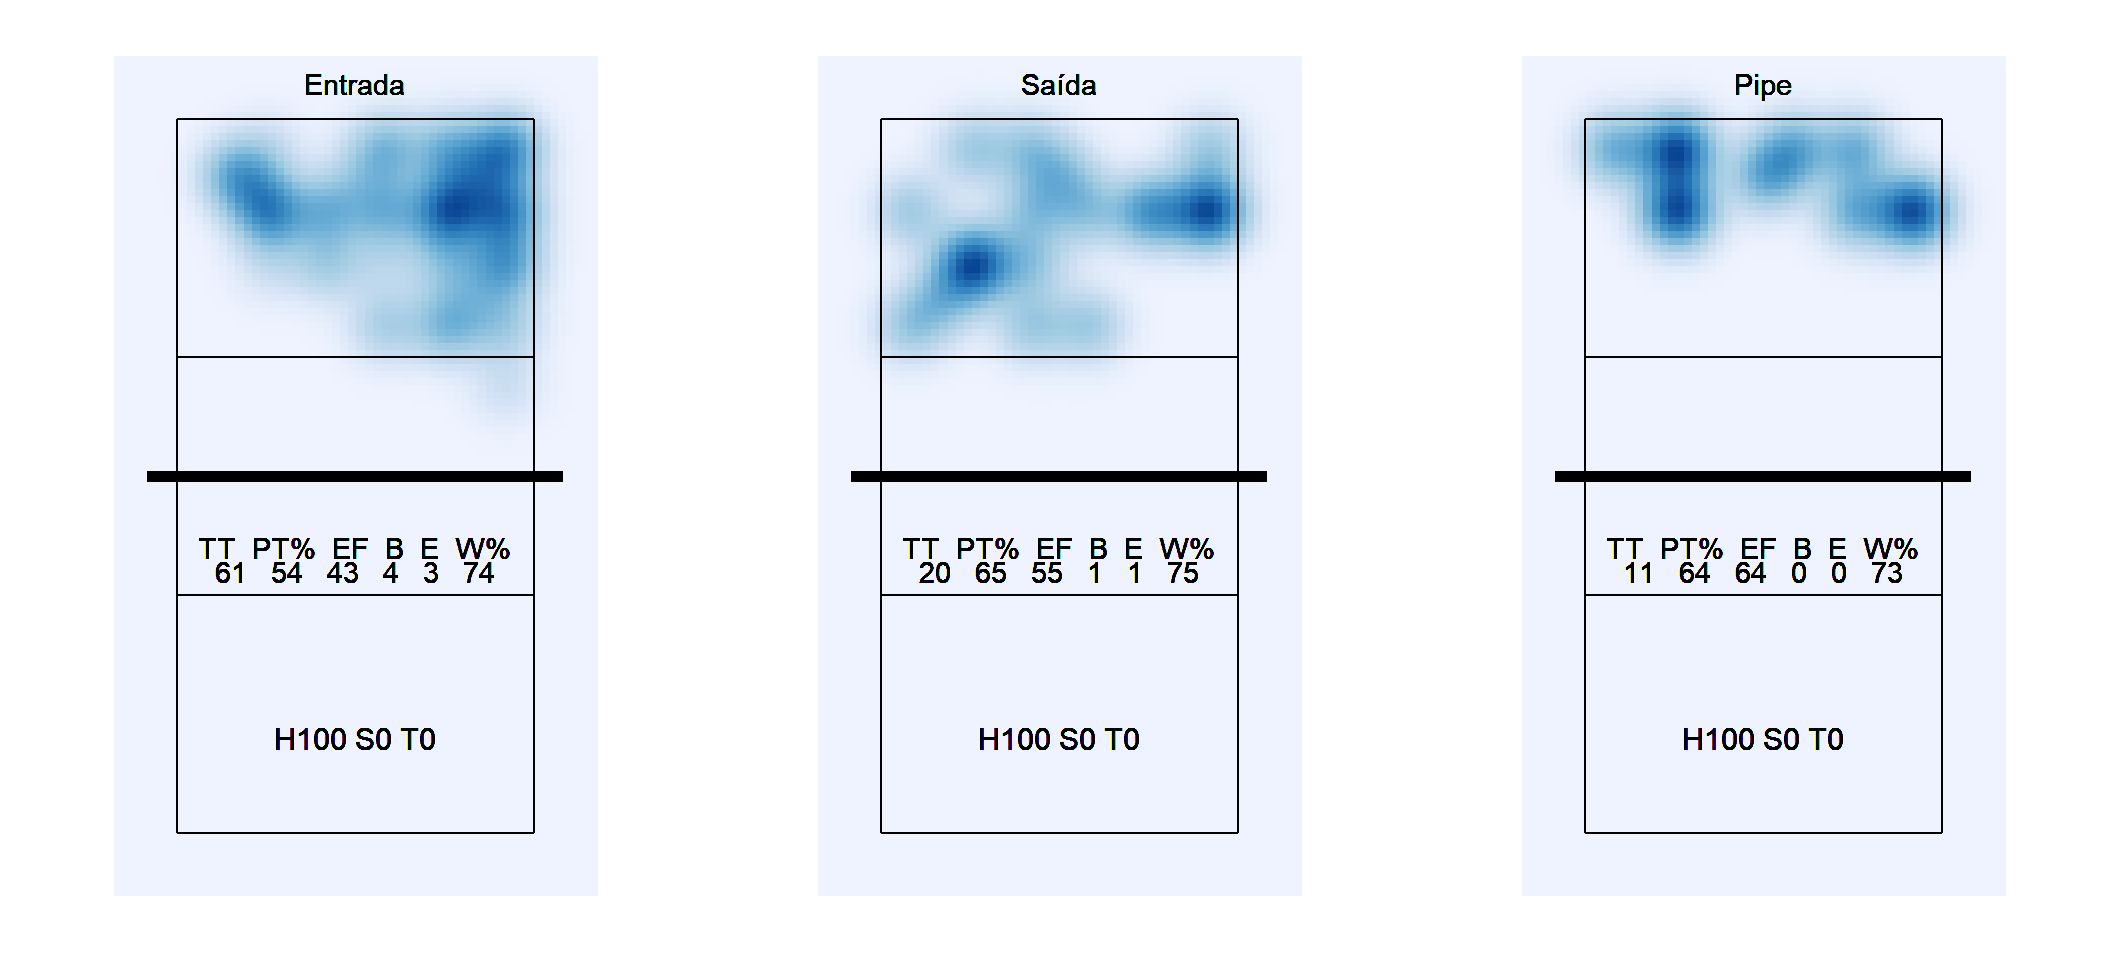 Entrada
TT PT% EF B E W%
61 54 43 4 3 74
H100 S0 T0
Saída
TT PT% EF B E W%
20 65 55 1 1 75
H100 S0 T0
Pipe
TT PT% EF B E W%
11 64 64 0 0 73
H100 S0 T0